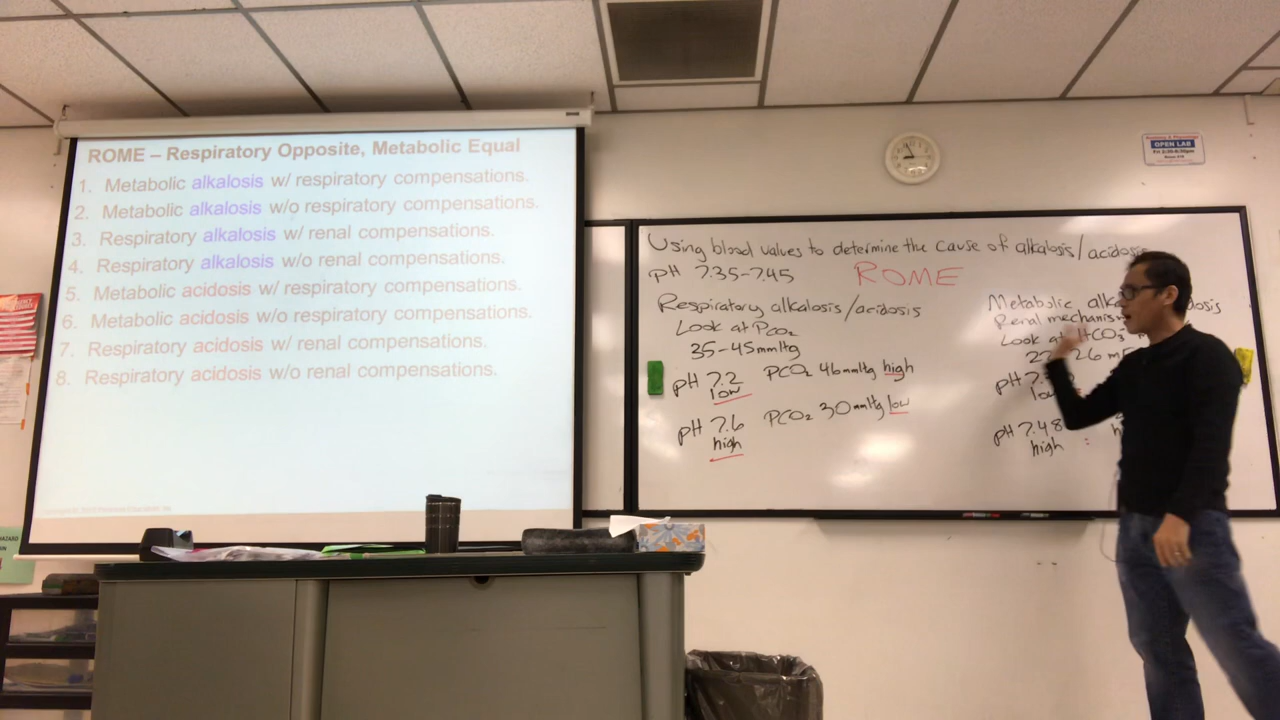 ROME – Respiratory Opposite, Metabolic Equal
1. Metabolic alkalosis w/ respiratory compensations.
2. Metabolic alkalosis w/o respiratory compensations.
3. Respiratory alkalosis w/ renal compensations.
4. Respiratory alkalosis w/o renal compensations.
5. Metabolic acidosis w/ respiratory compensations.
6. Metabolic acidosis w/o respiratory compensations.
7. Respiratory acidosis w/ renal compensations.
8. Respiratory acidosis w/o renal compensations.
Using blood values to determine the cause of alkalosis/acidosis
pH 7.35-7.45 ROME
Respiratory alkalosis/acidosis
Look at PCO2
35-45mmHg
pH 7.2 PCO2 46mmHg high
low
pH 7.6 PCO2 30mmHg low
high
Metabolic
Renal mechanism
Look at HCO3-
pH 7.
low
pH 7.48
high
OPEN LAB